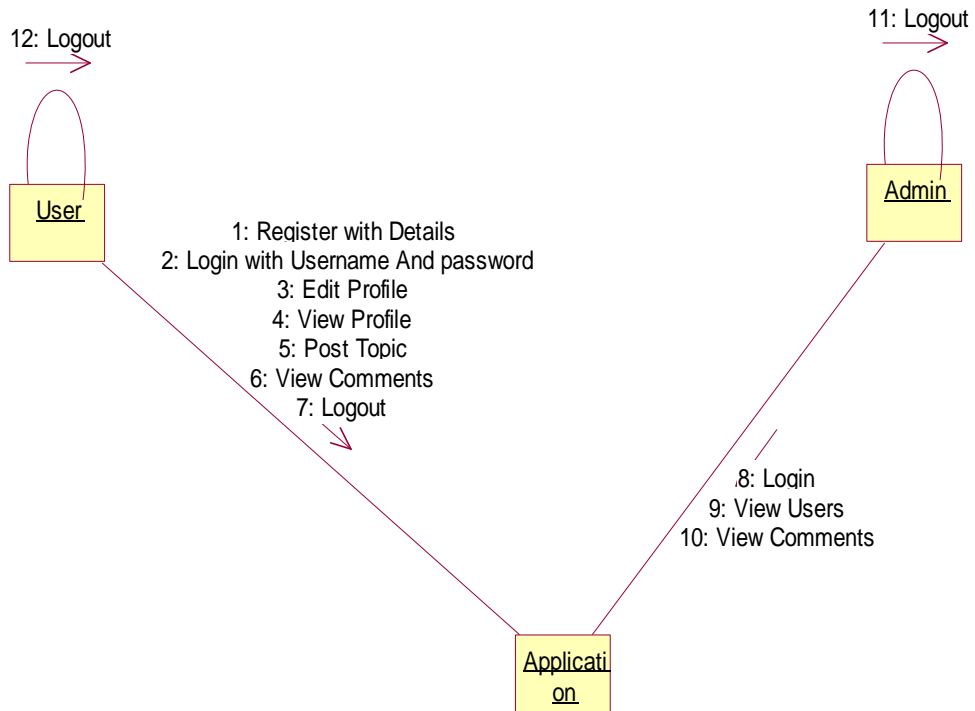 12: Logout
11: Logout
User
Admin
1: Register with Details
2: Login with Username And password
3: Edit Profile
4: View Profile
5: Post Topic
6: View Comments
7: Logout
8: Login
9: View Users
10: View Comments
Applicati
on